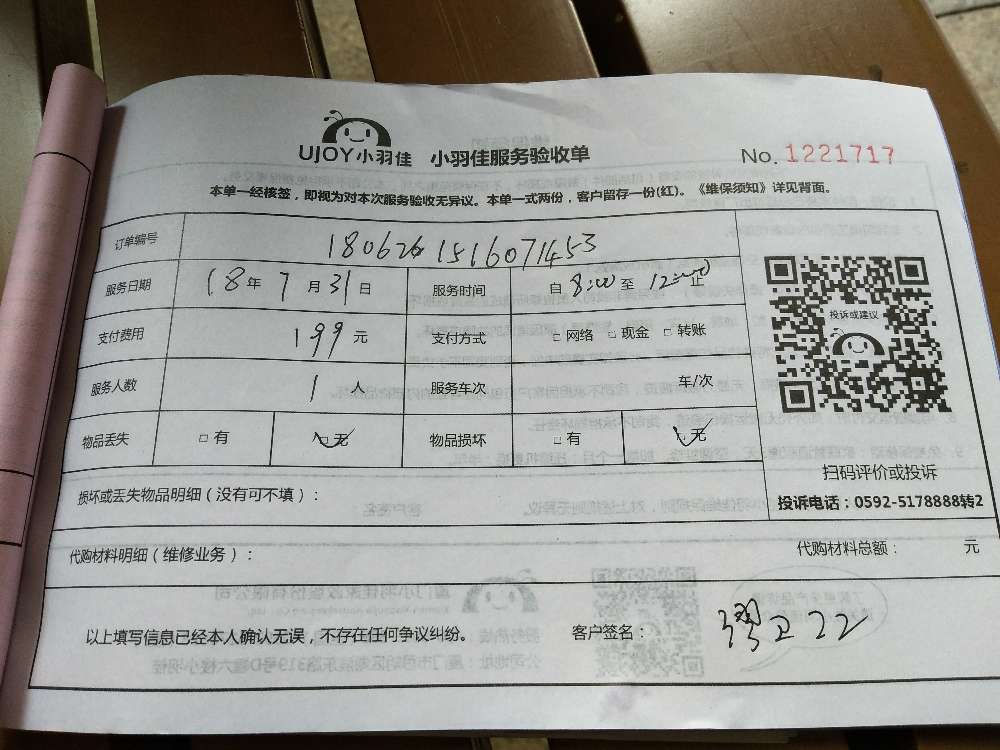 UJOY小羽佳 小羽佳服务验收单 No. 1221717
本单一经核签，即视为对本次服务验收无异议。本单一式两份，客户留存一份(红)。《维保须知》详见背面。
订单编号 1806261516071453
服务日期 18年7月31日 服务时间 自8:00至12:00止
支付费用 199元 支付方式 □网络 □现金 □转账
服务人数 1人 服务车次 车/次
物品丢失 □有 ☑无 物品损坏 □有 ☑无
投诉或建议
扫码评价或投诉
投诉电话：0592-5178888转2
损坏或丢失物品明细（没有可不填）：
代购材料明细（维修业务）： 代购材料总额： 元
以上填写信息已经本人确认无误，不存在任何争议纠纷。 客户签名：